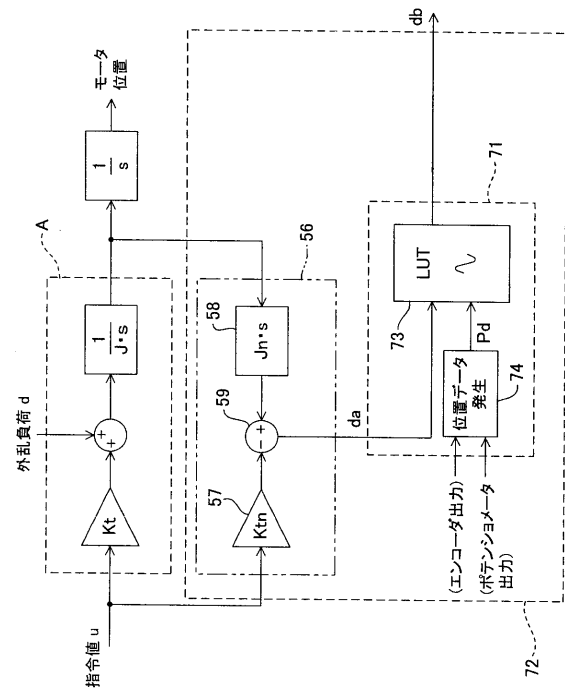 指令値 u
外乱負荷 d
A
Kt
+
+
1
J•s
1
s
モータ
位置
56
57
Ktn
59
-
+
58
Jn•s
da
72
(エンコーダ出力)
(ポテンショメータ
出力)
位置データ
発生
74
Pd
73
LUT
71
db